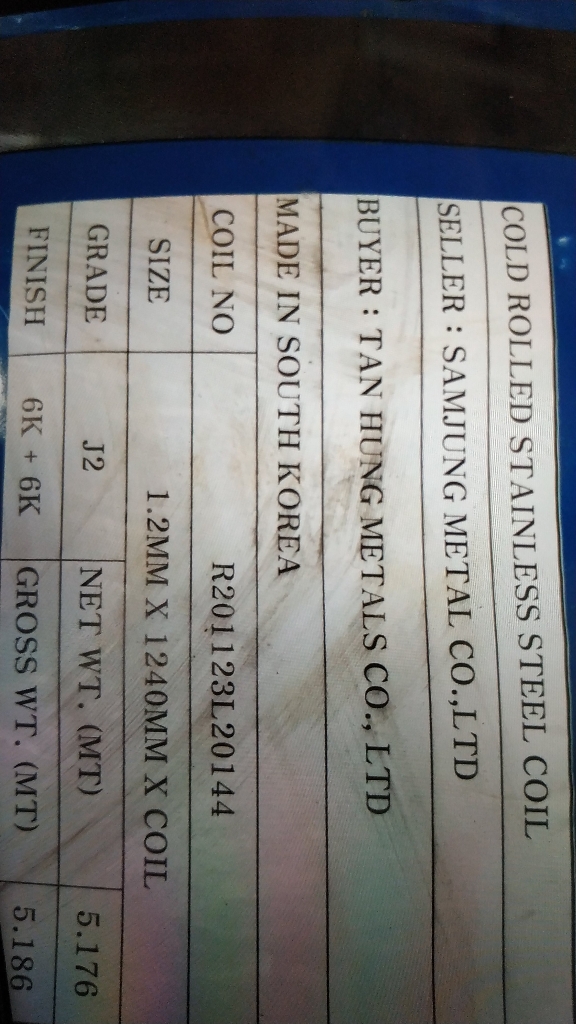 COLD ROLLED STAINLESS STEEL COIL
SELLER : SAMJUNG METAL CO.,LTD
BUYER : TAN HUNG METALS CO., LTD
MADE IN SOUTH KOREA
COIL NO R201123L20144
SIZE 1.2MM X 1240MM X COIL
GRADE J2 NET WT. (MT) 5.176
FINISH 6K + 6K GROSS WT. (MT) 5.186